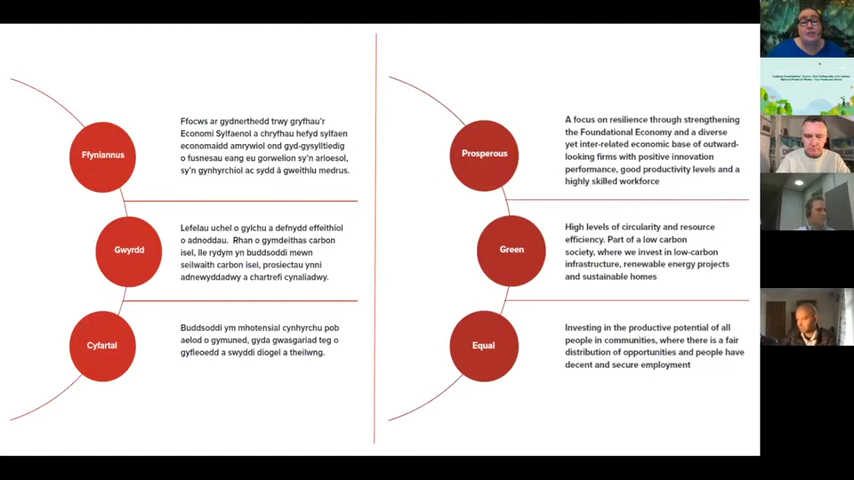 Ffyniannus
Ffocws ar gydnerthedd trwy gryfhau'r
Economi Sylfaenol a chryfhau hefyd sylfaen
economaidd amrywiol ond gyd-gysylltiedig
o fusnesau eang eu gorwelion sy'n arloesol,
sy'n gynhyrchiol ac sydd â gweithlu medrus.
Gwyrdd
Lefelau uchel o gylchu a defnydd effeithiol
o adnoddau. Rhan o gymdeithas carbon
isel, lle rydym yn buddsoddi mewn
seilwaith carbon isel, prosiectau ynni
adnewyddadwy a chartrefi cynaliadwy.
Cyfartal
Buddsoddi ym mhotensial cynhyrchu pob
aelod o gymuned, gyda gwasgariad teg o
gyfleoedd a swyddi diogel a theilwng.
Prosperous
A focus on resilience through strengthening
the Foundational Economy and a diverse
yet inter-related economic base of outward-
looking firms with positive innovation
performance, good productivity levels and a
highly skilled workforce
Green
High levels of circularity and resource
efficiency. Part of a low carbon
society, where we invest in low-carbon
infrastructure, renewable energy projects
and sustainable homes
Equal
Investing in the productive potential of all
people in communities, where there is a fair
distribution of opportunities and people have
decent and secure employment